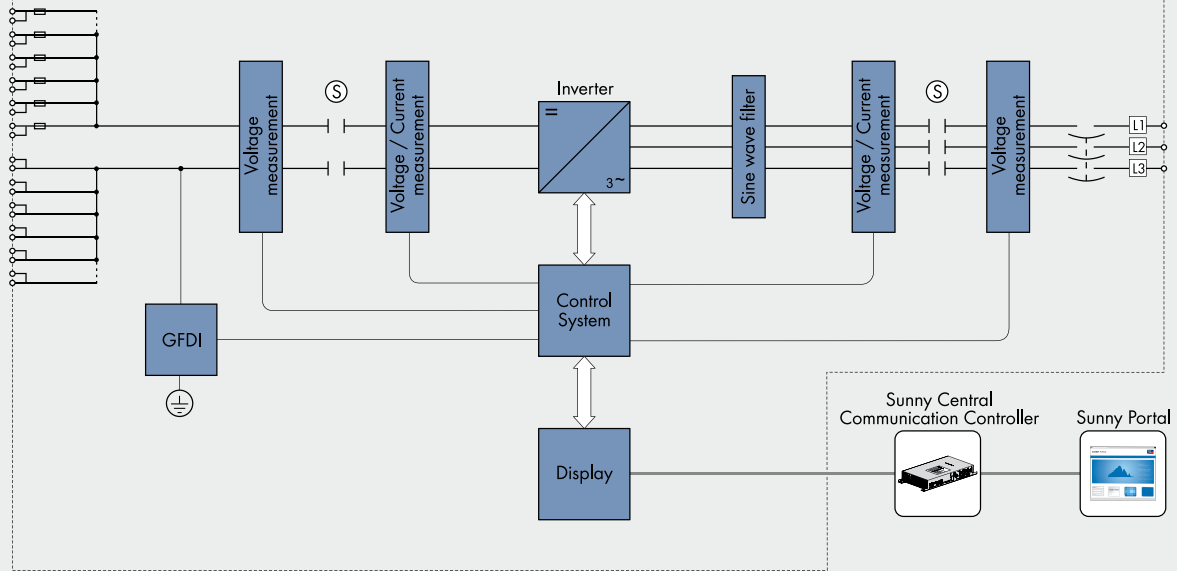 Inverter
S
S
Voltage
measurement
Voltage / Current
measurement
=
3~
Sine wave filter
Voltage / Current
measurement
Voltage
measurement
L1
L2
L3
Control
System
GFDI
Display
Sunny Central
Communication Controller
Sunny Portal